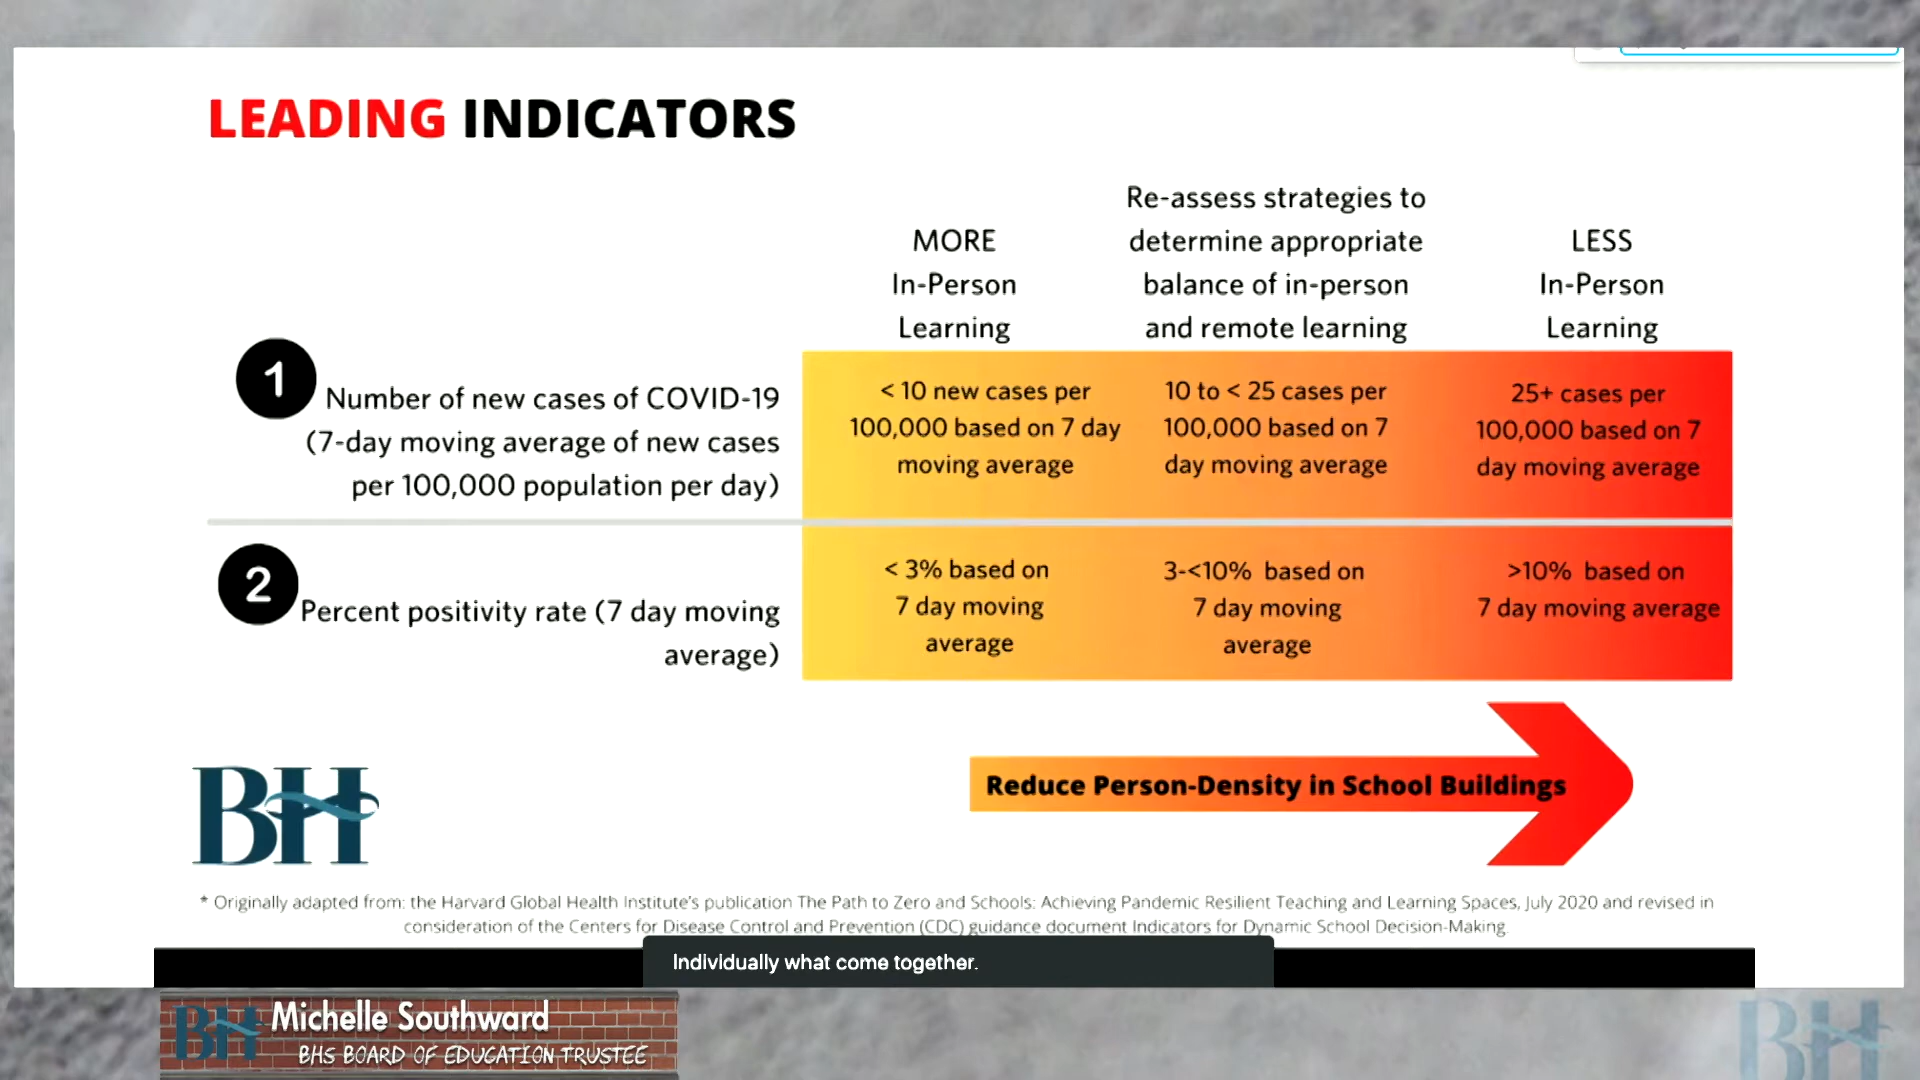 LEADING INDICATORS
MORE
In-Person
Learning
Re-assess strategies to
determine appropriate
balance of in-person
and remote learning
LESS
In-Person
Learning
1
Number of new cases of COVID-19
(7-day moving average of new cases
per 100,000 population per day)
< 10 new cases per
100,000 based on 7 day
moving average
10 to < 25 cases per
100,000 based on 7
day moving average
25+ cases per
100,000 based on 7
day moving average
2
Percent positivity rate (7 day moving
average)
< 3% based on
7 day moving
average
3-<10% based on
7 day moving
average
>10% based on
7 day moving average
Reduce Person-Density in School Buildings
BH
* Originally adapted from: the Harvard Global Health Institute's publication The Path to Zero and Schools: Achieving Pandemic Resilient Teaching and Learning Spaces, July 2020 and revised in
consideration of the Centers for Disease Control and Prevention (CDC) guidance document Indicators for Dynamic School Decision-Making.
Individually what come together.
BH
Michelle Southward
BHS BOARD OF EDUCATION TRUSTEE
BH